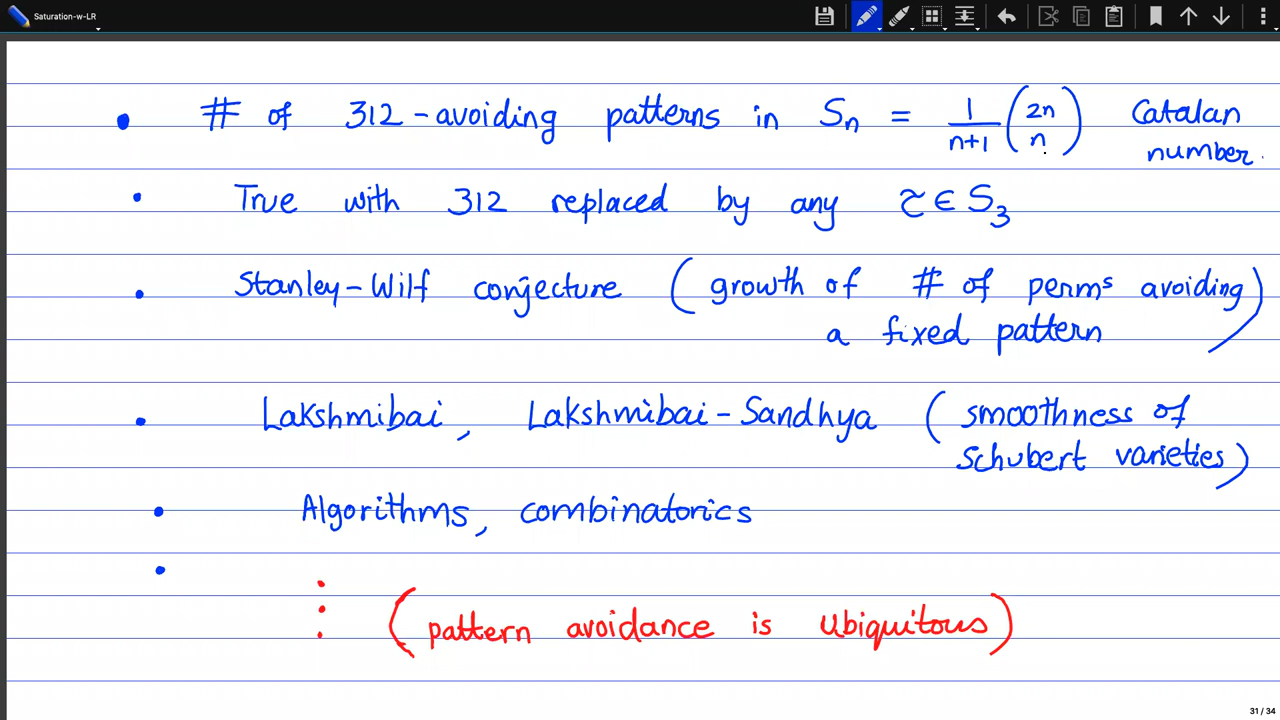 Saturation-w-LR
• # of 312-avoiding patterns in Sₙ = 1/(n+1) (2n n) Catalan
number.
• True with 312 replaced by any τ ∈ S₃
• Stanley-Wilf conjecture (growth of # of permˢ avoiding
a fixed pattern)
• Lakshmibai, Lakshmibai-Sandhya (smoothness of
Schubert varieties)
• Algorithms, combinatorics
•
⋮ (pattern avoidance is ubiquitous)
31 / 34